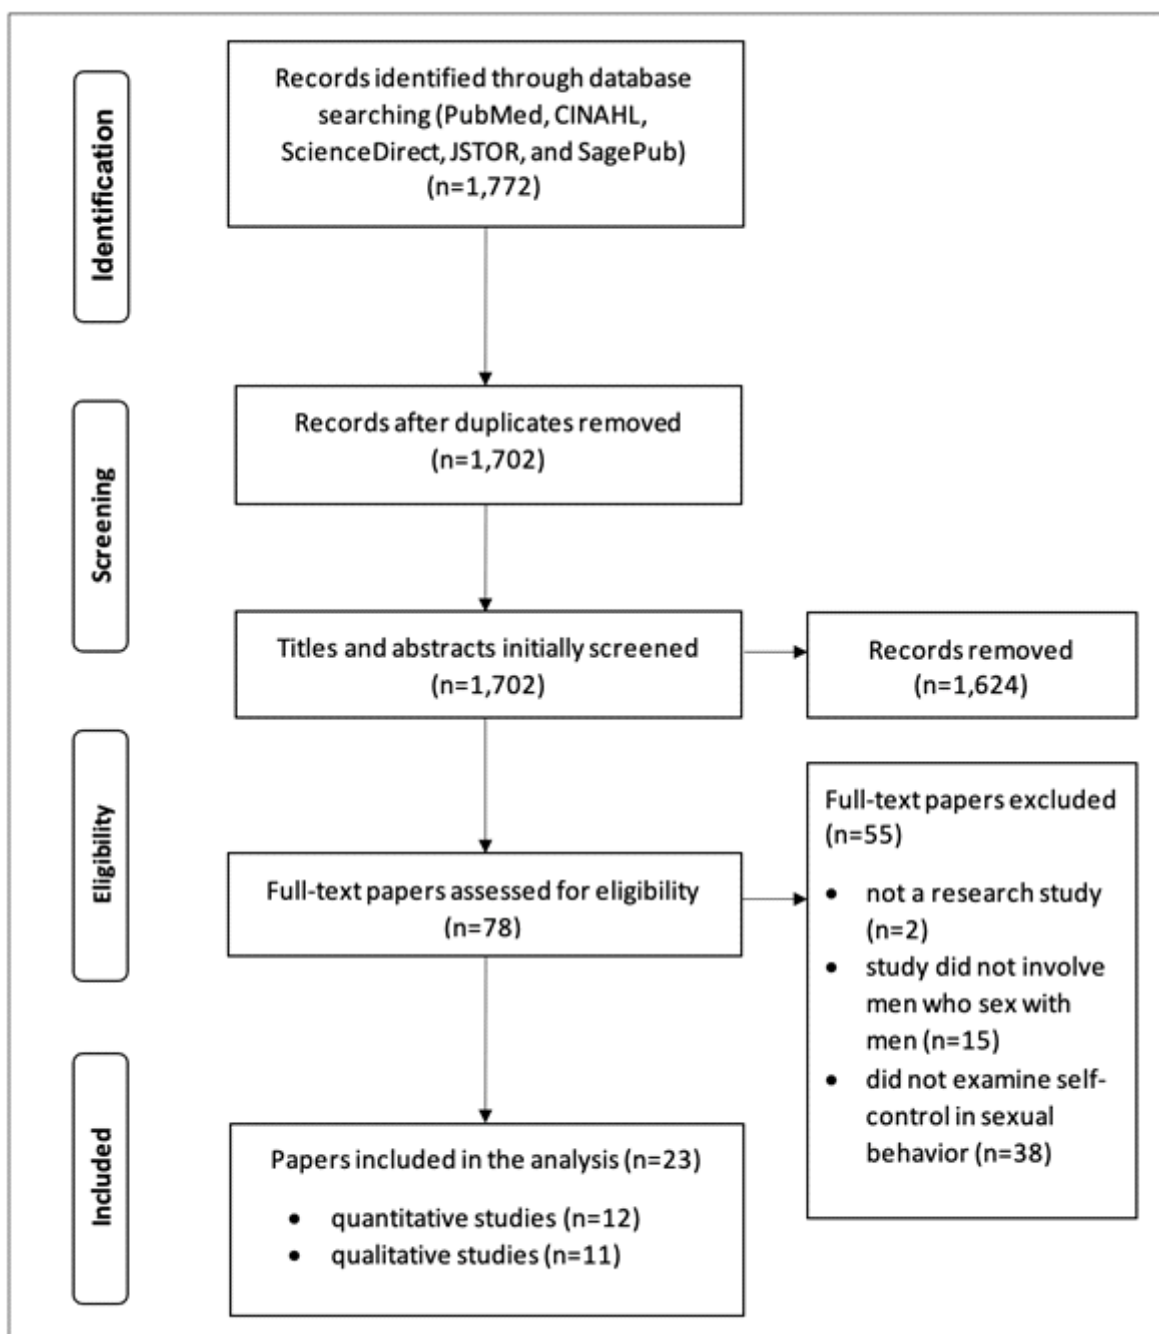 Identification
Records identified through database
searching (PubMed, CINAHL,
ScienceDirect, JSTOR, and SagePub)
(n=1,772)
Screening
Records after duplicates removed
(n=1,702)
Titles and abstracts initially screened
(n=1,702)
Records removed
(n=1,624)
Eligibility
Full-text papers assessed for eligibility
(n=78)
Full-text papers excluded
(n=55)
• not a research study
(n=2)
• study did not involve
men who sex with
men (n=15)
• did not examine self-
control in sexual
behavior (n=38)
Included
Papers included in the analysis (n=23)
• quantitative studies (n=12)
• qualitative studies (n=11)